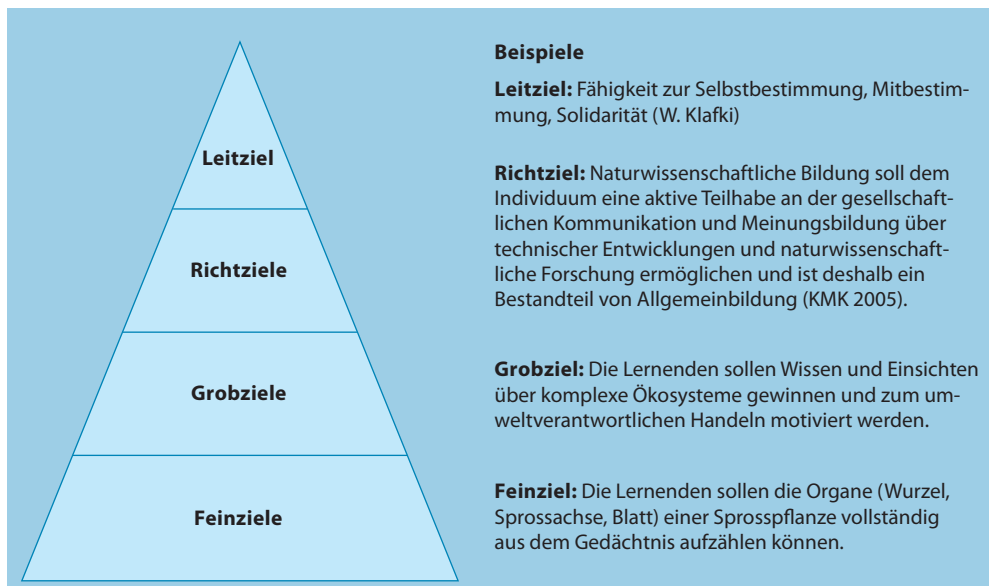 Leitziel
Richtziele
Grobziele
Feinziele
Beispiele
Leitziel: Fähigkeit zur Selbstbestimmung, Mitbestim-
mung, Solidarität (W. Klafki)
Richtziel: Naturwissenschaftliche Bildung soll dem
Individuum eine aktive Teilhabe an der gesellschaft-
lichen Kommunikation und Meinungsbildung über
technischer Entwicklungen und naturwissenschaft-
liche Forschung ermöglichen und ist deshalb ein
Bestandteil von Allgemeinbildung (KMK 2005).
Grobziel: Die Lernenden sollen Wissen und Einsichten
über komplexe Ökosysteme gewinnen und zum um-
weltverantwortlichen Handeln motiviert werden.
Feinziel: Die Lernenden sollen die Organe (Wurzel,
Sprossachse, Blatt) einer Sprosspflanze vollständig
aus dem Gedächtnis aufzählen können.